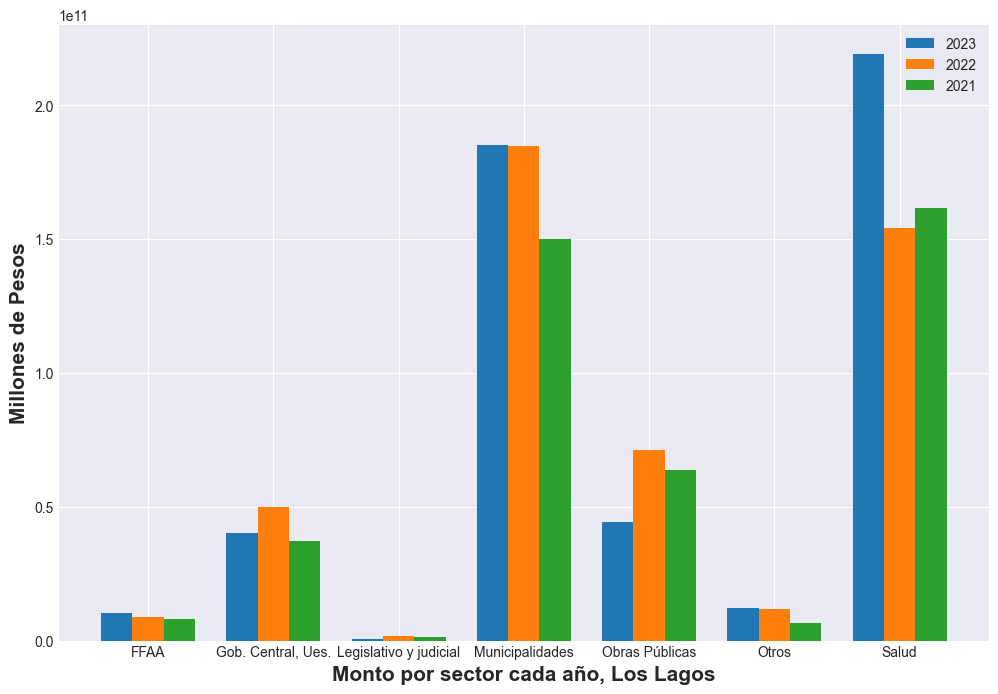 1e11
2023
2022
2021
2.0
1.5
1.0
0.5
0.0
Millones de Pesos
FFAA
Gob. Central, Ues.
Legislativo y judicial
Municipalidades
Obras Públicas
Otros
Salud
Monto por sector cada año, Los Lagos